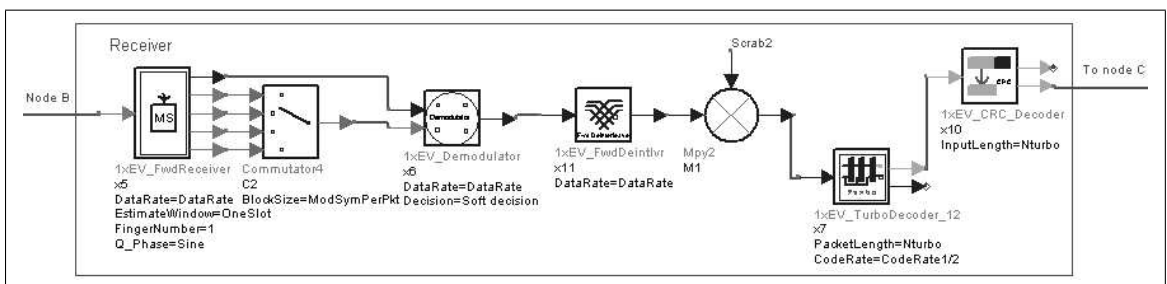 Receiver
Node B
MS
1xEV_FwdReceiver
x5
DataRate=DataRate
EstimateWindow=OneSlot
FingerNumber=1
Q_Phase=Sine
Commutator4
C2
BlockSize=ModSymPerPkt
Demodulator
1xEV_Demodulator
x6
DataRate=DataRate
Decision=Soft decision
1xEV_FwdDeintlvr
x11
DataRate=DataRate
Scrab2
Mpy2
M1
1xEV_TurboDecoder_12
x7
PacketLength=Nturbo
CodeRate=CodeRate1/2
CRC
1xEV_CRC_Decoder
x10
InputLength=Nturbo
To node C